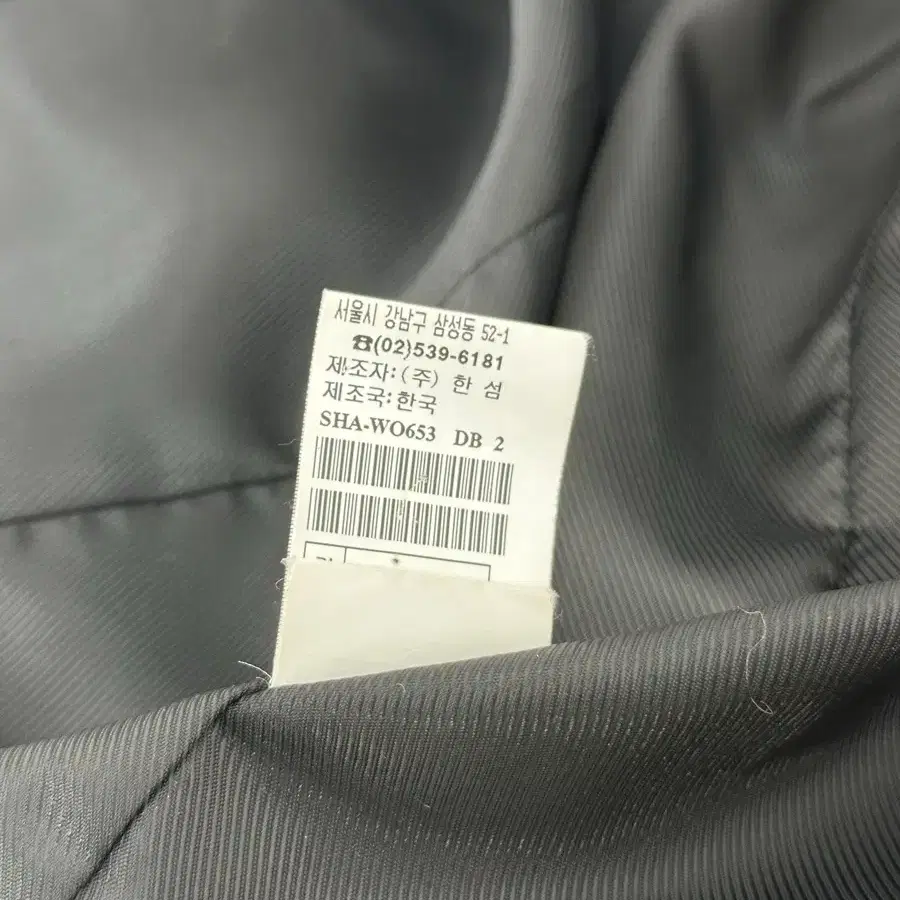 서울시 강남구 삼성동 52-1
☎(02)539-6181
제조자:(주) 한 섬
제조국:한국
SHA-WO653 DB 2